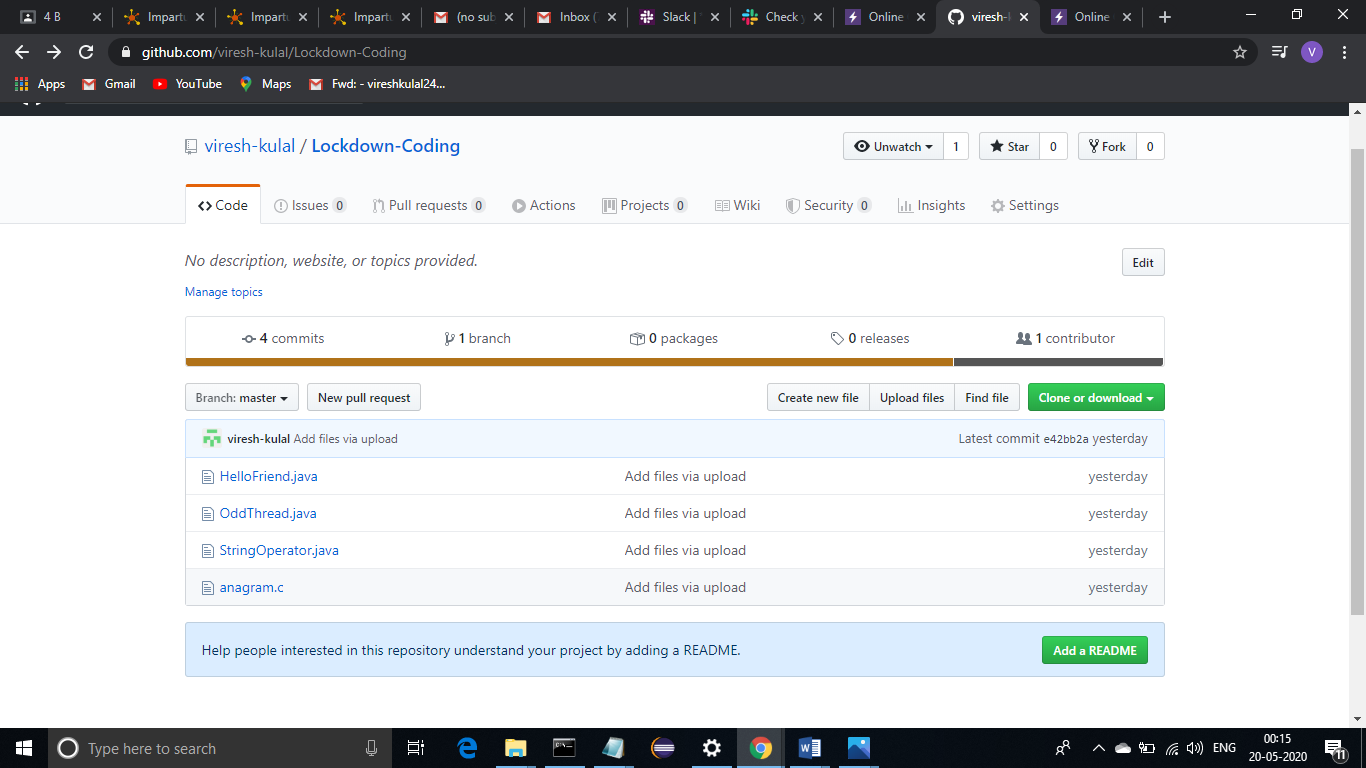 4 B Impartu Impartu Impartu (no sub Inbox ( Slack | Check y Online viresh-k Online
github.com/viresh-kulal/Lockdown-Coding V
Apps Gmail YouTube Maps Fwd: - vireshkulal24...
viresh-kulal / Lockdown-Coding Unwatch 1 Star 0 Fork 0
Code Issues 0 Pull requests 0 Actions Projects 0 Wiki Security 0 Insights Settings
No description, website, or topics provided. Edit
Manage topics
4 commits 1 branch 0 packages 0 releases 1 contributor
Branch: master New pull request Create new file Upload files Find file Clone or download
viresh-kulal Add files via upload Latest commit e42bb2a yesterday
HelloFriend.java Add files via upload yesterday
OddThread.java Add files via upload yesterday
StringOperator.java Add files via upload yesterday
anagram.c Add files via upload yesterday
Help people interested in this repository understand your project by adding a README. Add a README
Type here to search ENG 00:15
20-05-2020 11